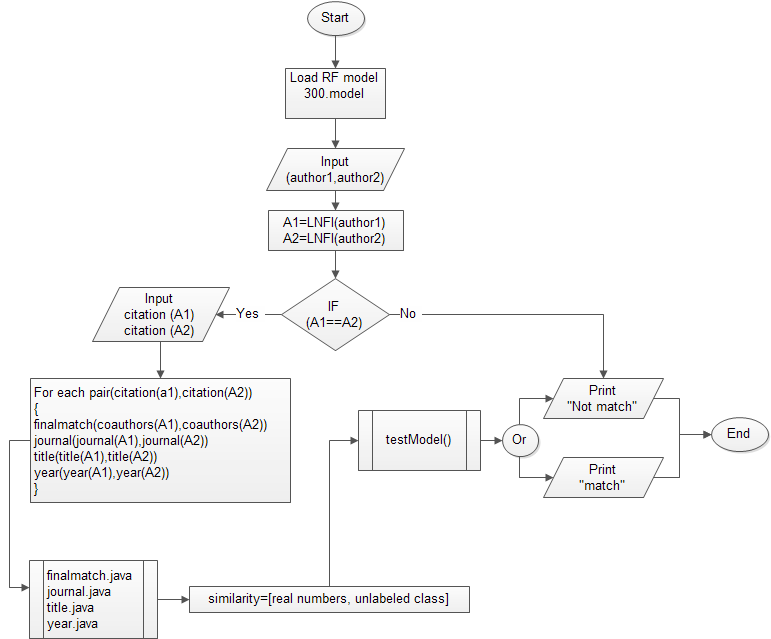 Start
Load RF model
300.model
Input
(author1,author2)
A1=LNFI(author1)
A2=LNFI(author2)
IF
(A1==A2)
Yes
No
Input
citation (A1)
citation (A2)
For each pair(citation(a1),citation(A2))
{
finalmatch(coauthors(A1),coauthors(A2))
journal(journal(A1),journal(A2))
title(title(A1),title(A2))
year(year(A1),year(A2))
}
finalmatch.java
journal.java
title.java
year.java
similarity=[real numbers, unlabeled class]
testModel()
Or
Print
"Not match"
Print
"match"
End